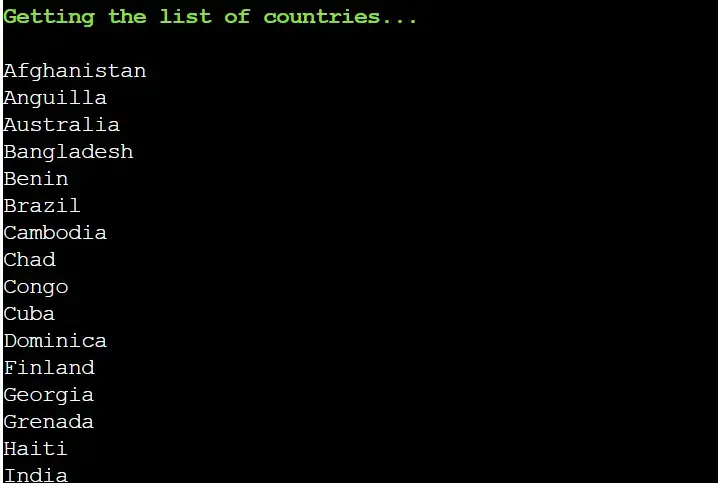 Getting the list of countries...
Afghanistan
Anguilla
Australia
Bangladesh
Benin
Brazil
Cambodia
Chad
Congo
Cuba
Dominica
Finland
Georgia
Grenada
Haiti
India